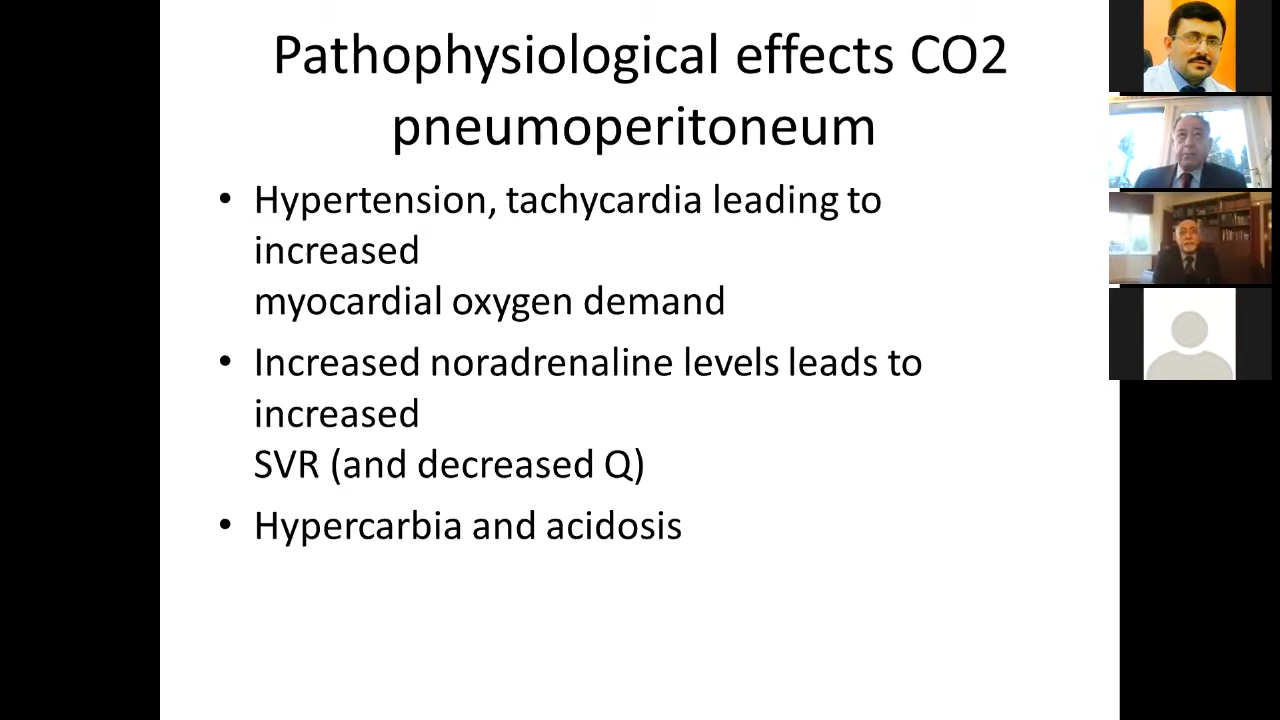 Pathophysiological effects CO2
pneumoperitoneum
• Hypertension, tachycardia leading to
increased
myocardial oxygen demand
• Increased noradrenaline levels leads to
increased
SVR (and decreased Q)
• Hypercarbia and acidosis